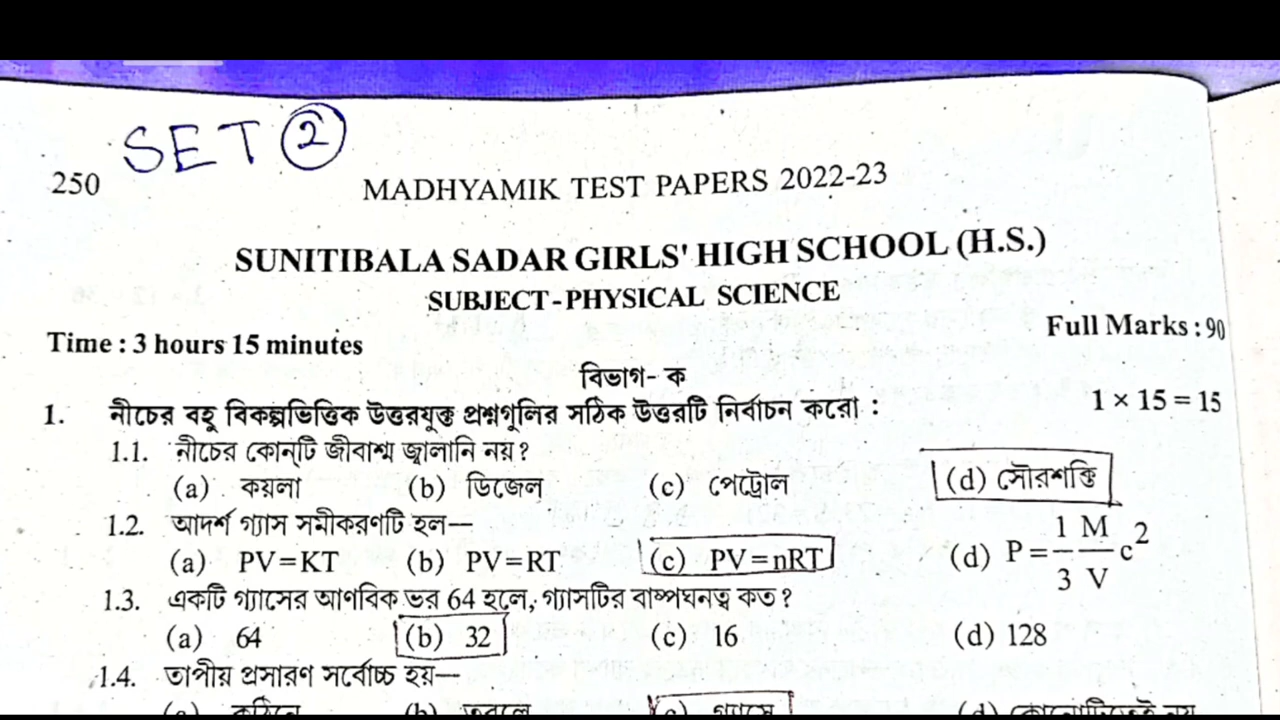 SET 2
250
MADHYAMIK TEST PAPERS 2022-23
SUNITIBALA SADAR GIRLS' HIGH SCHOOL (H.S.)
SUBJECT-PHYSICAL SCIENCE
Full Marks : 90
Time : 3 hours 15 minutes
বিভাগ- ক
1. নীচের বহু বিকল্পভিত্তিক উত্তরযুক্ত প্রশ্নগুলির সঠিক উত্তরটি নির্বাচন করো : 1 × 15 = 15
1.1. নীচের কোন্‌টি জীবাশ্ম জ্বালানি নয় ?
(a) কয়লা (b) ডিজেল (c) পেট্রোল (d) সৌরশক্তি
1.2. আদর্শ গ্যাস সমীকরণটি হল—
(a) PV=KT (b) PV=RT (c) PV=nRT (d) P = 1/3 M/V c²
1.3. একটি গ্যাসের আণবিক ভর 64 হলে, গ্যাসটির বাষ্পঘনত্ব কত ?
(a) 64 (b) 32 (c) 16 (d) 128
1.4. তাপীয় প্রসারণ সর্বোচ্চ হয়—
(a) কঠিনে (b) তরলে (c) গ্যাসে (d) কোনোটিতেই নয়